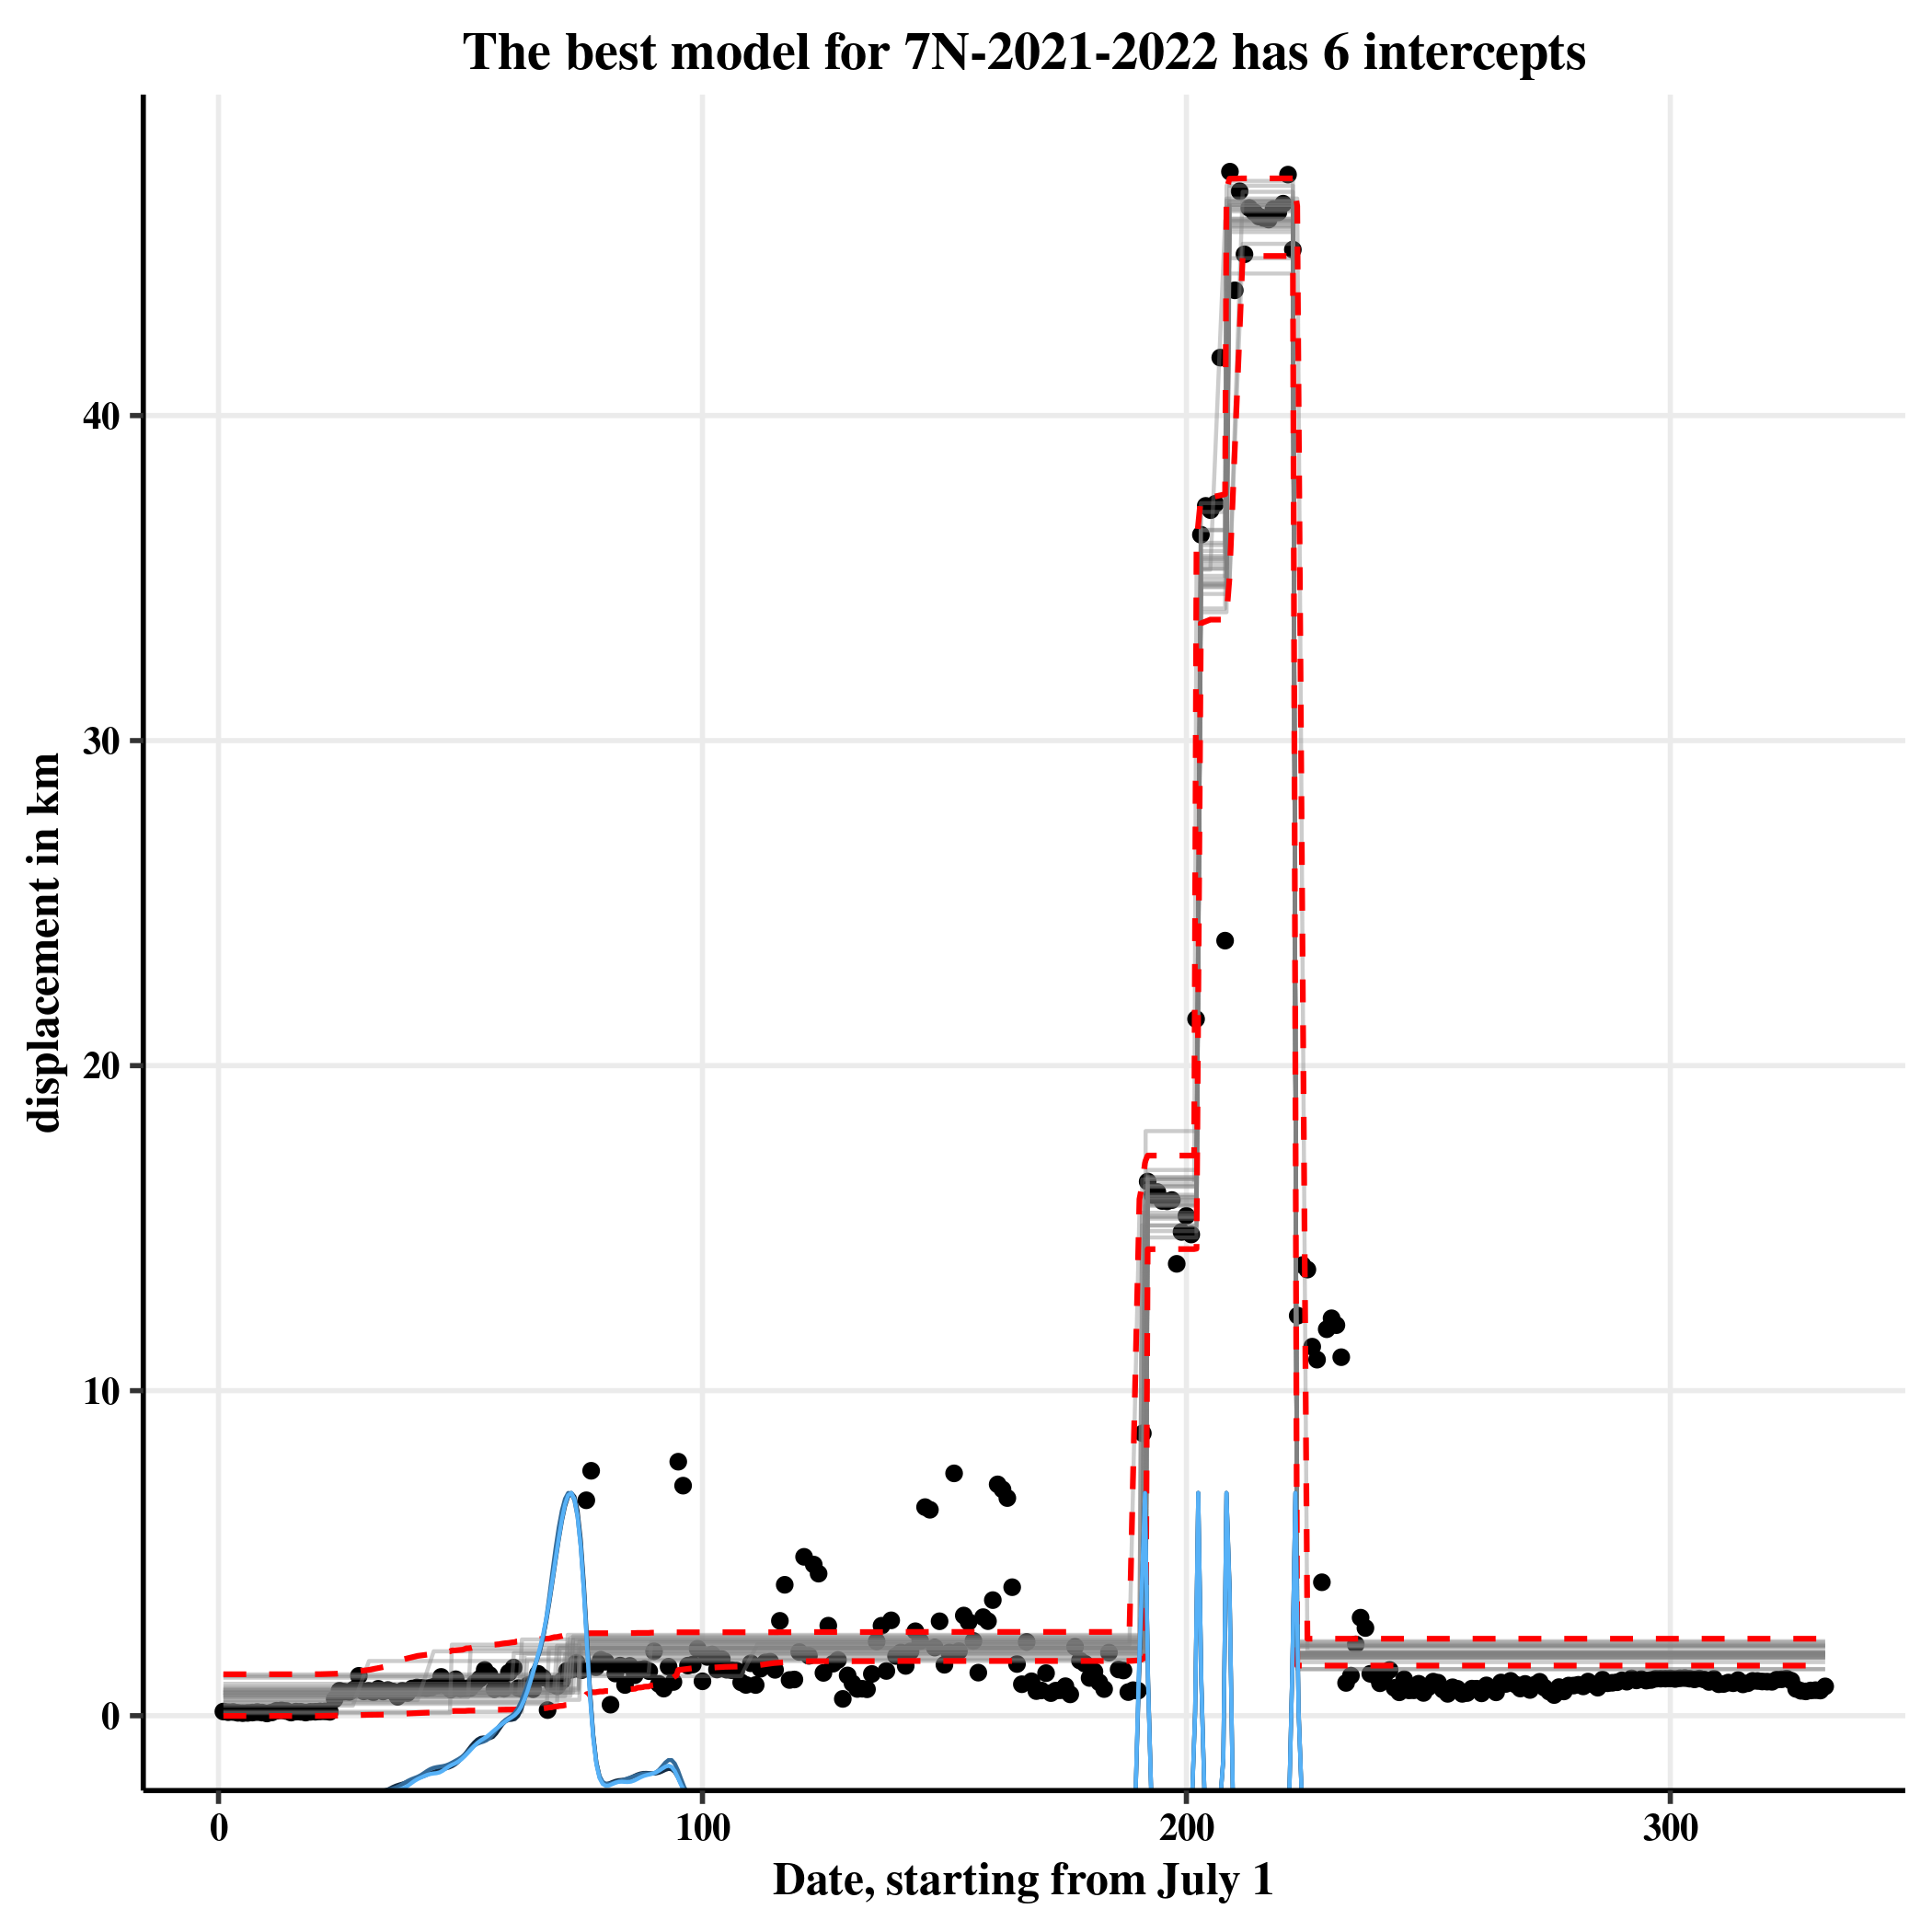 The best model for 7N-2021-2022 has 6 intercepts
displacement in km
40
30
20
10
0
0 100 200 300
Date, starting from July 1